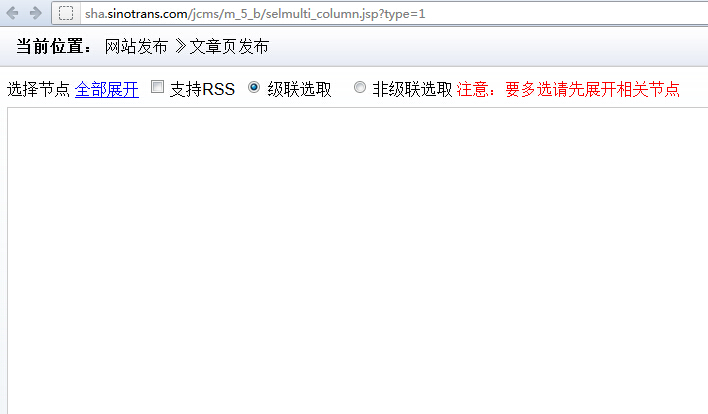 sha.sinotrans.com/jcms/m_5_b/selmulti_column.jsp?type=1
当前位置： 网站发布 》文章页发布
选择节点 全部展开 支持RSS 级联选取 非级联选取 注意：要多选请先展开相关节点